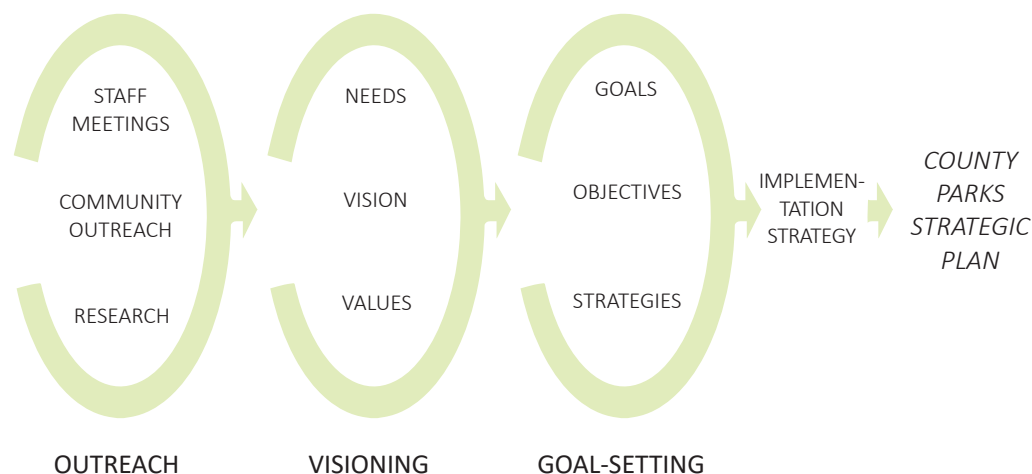 STAFF
MEETINGS
COMMUNITY
OUTREACH
RESEARCH
OUTREACH
NEEDS
VISION
VALUES
VISIONING
GOALS
OBJECTIVES
STRATEGIES
GOAL-SETTING
IMPLEMEN-
TATION
STRATEGY
COUNTY
PARKS
STRATEGIC
PLAN